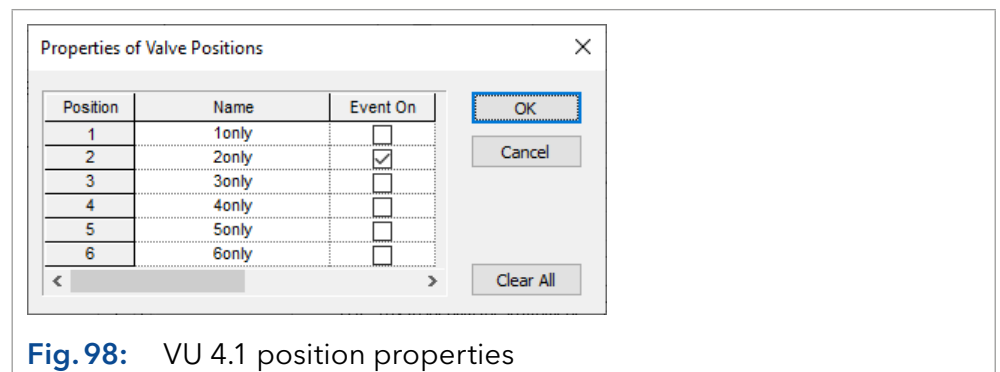 Properties of Valve Positions
Position Name Event On
1 1only
2 2only
3 3only
4 4only
5 5only
6 6only
OK
Cancel
Clear All
Fig. 98: VU 4.1 position properties